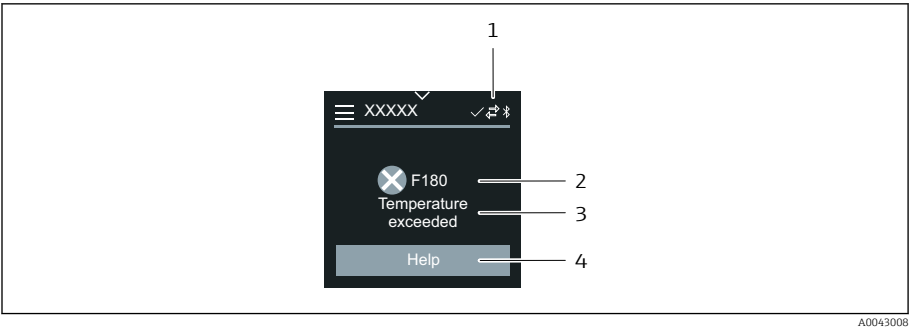 1
XXXXX
F180
2
Temperature
exceeded
3
Help
4
A0043008